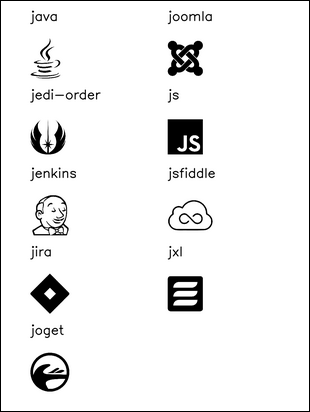 java
joomla
jedi-order
js
JS
jenkins
jsfiddle
jira
jxl
joget